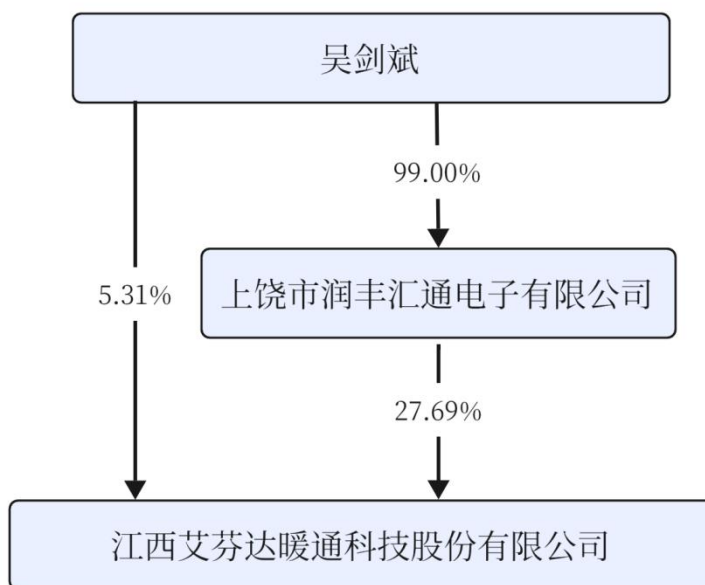 吴剑斌
99.00%
5.31%
上饶市润丰汇通电子有限公司
27.69%
江西艾芬达暖通科技股份有限公司